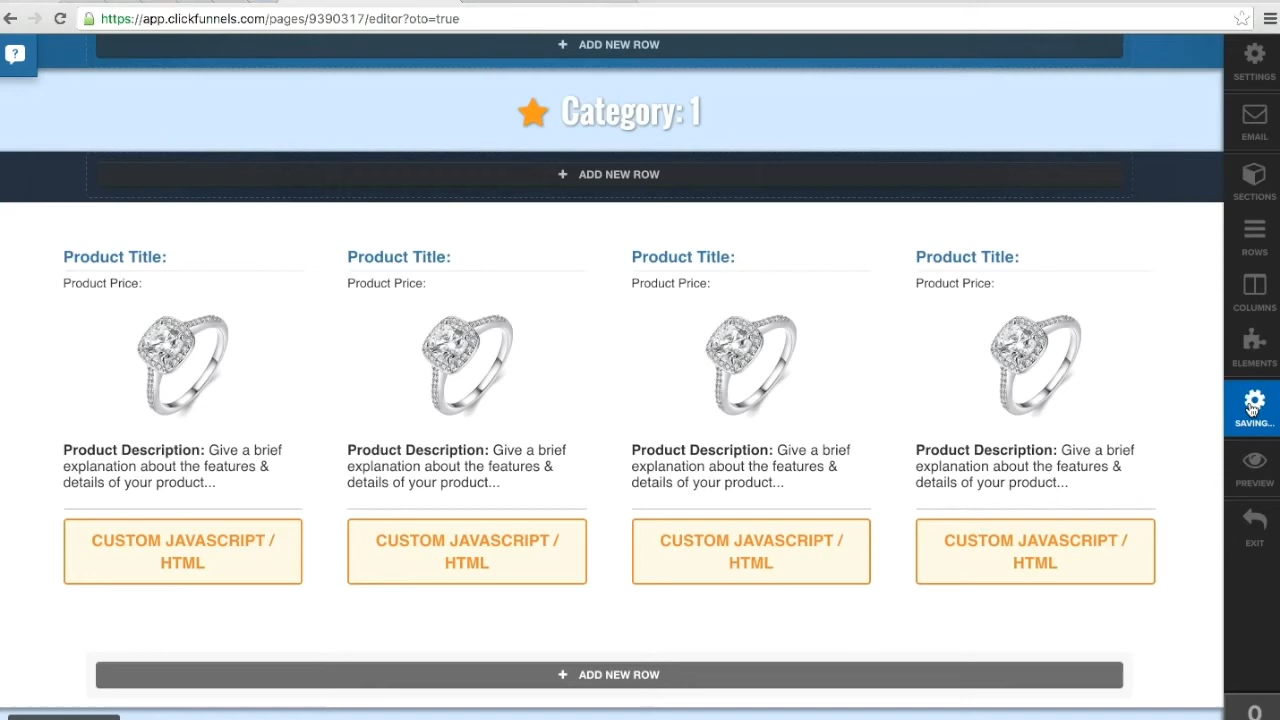 https://app.clickfunnels.com/pages/9390317/editor?oto=true
?
+ ADD NEW ROW
Category: 1
+ ADD NEW ROW
SETTINGS
EMAIL
SECTIONS
ROWS
COLUMNS
ELEMENTS
SAVING...
PREVIEW
EXIT
Product Title:
Product Price:
Product Description: Give a brief
explanation about the features &
details of your product...
CUSTOM JAVASCRIPT /
HTML
Product Title:
Product Price:
Product Description: Give a brief
explanation about the features &
details of your product...
CUSTOM JAVASCRIPT /
HTML
Product Title:
Product Price:
Product Description: Give a brief
explanation about the features &
details of your product...
CUSTOM JAVASCRIPT /
HTML
Product Title:
Product Price:
Product Description: Give a brief
explanation about the features &
details of your product...
CUSTOM JAVASCRIPT /
HTML
+ ADD NEW ROW
0